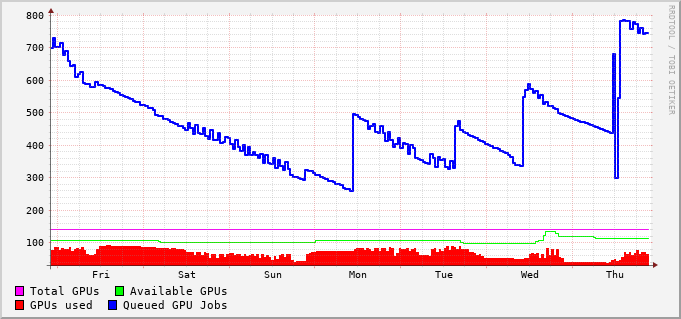 800
700
600
500
400
300
200
100
Fri Sat Sun Mon Tue Wed Thu
Total GPUs Available GPUs
GPUs used Queued GPU Jobs
RRDTOOL / TOBI OETIKER